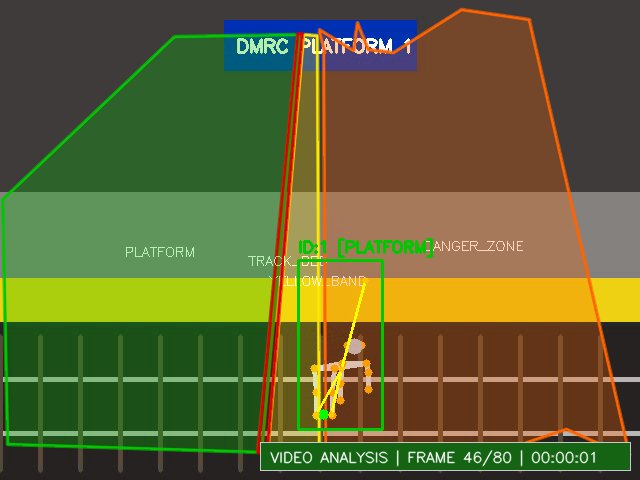 DMRC PLATFORM 1
ID:1 [PLATFORM]
DANGER_ZONE
PLATFORM
TRACK_BED
YELLOW_BAND
VIDEO ANALYSIS | FRAME 46/80 | 00:00:01